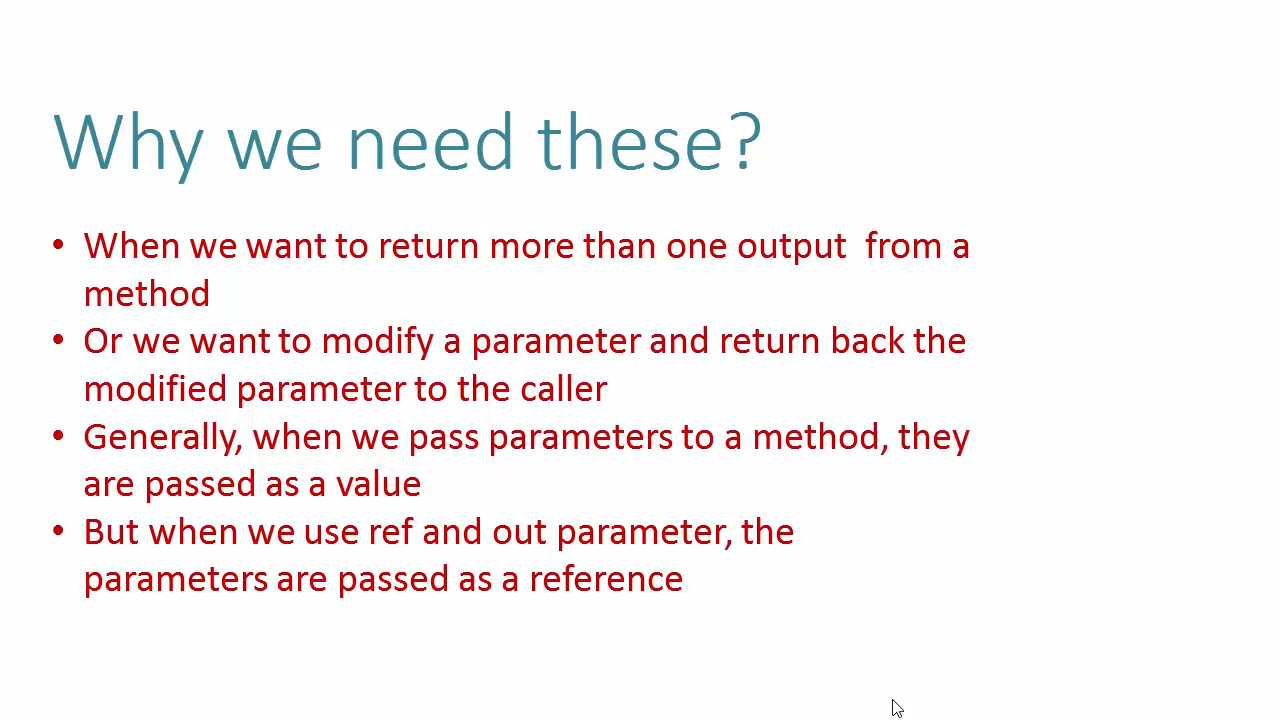 Why we need these?
• When we want to return more than one output  from a
method
• Or we want to modify a parameter and return back the
modified parameter to the caller
• Generally, when we pass parameters to a method, they
are passed as a value
• But when we use ref and out parameter, the
parameters are passed as a reference